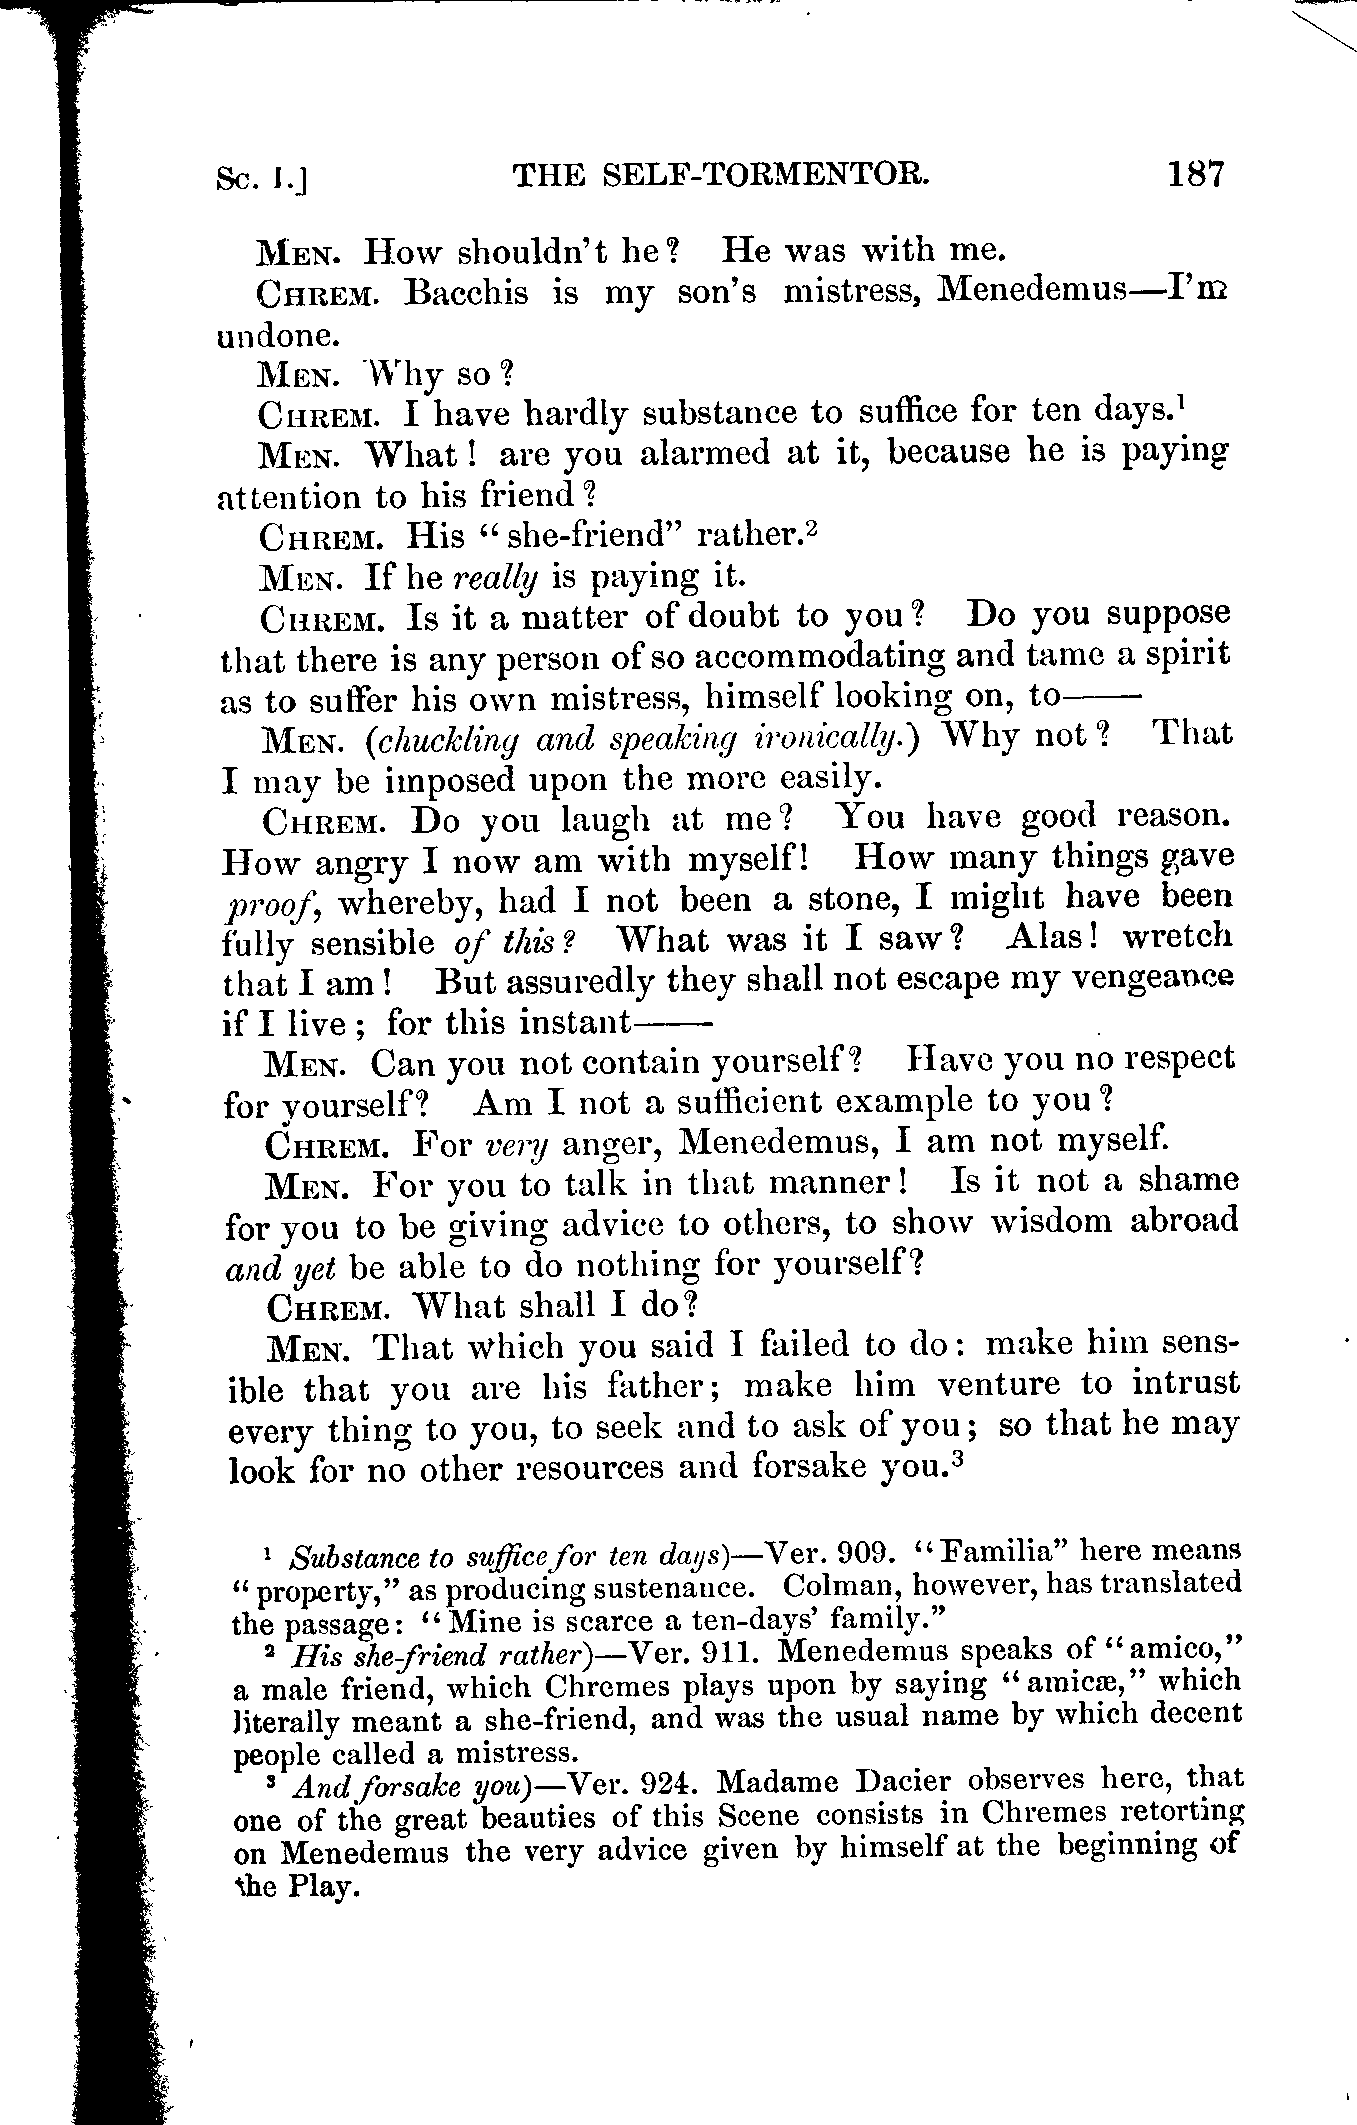 Sc. I.] THE SELF-TORMENTOR. 187
MEN. How shouldn't he? He was with me.
CHREM. Bacchis is my son's mistress, Menedemus—I'm
undone.
MEN. Why so?
CHREM. I have hardly substance to suffice for ten days.¹
MEN. What! are you alarmed at it, because he is paying
attention to his friend?
CHREM. His "she-friend" rather.²
MEN. If he really is paying it.
CHREM. Is it a matter of doubt to you? Do you suppose
that there is any person of so accommodating and tame a spirit
as to suffer his own mistress, himself looking on, to——
MEN. (chuckling and speaking ironically.) Why not? That
I may be imposed upon the more easily.
CHREM. Do you laugh at me? You have good reason.
How angry I now am with myself! How many things gave
proof, whereby, had I not been a stone, I might have been
fully sensible of this? What was it I saw? Alas! wretch
that I am! But assuredly they shall not escape my vengeance
if I live; for this instant——
MEN. Can you not contain yourself? Have you no respect
for yourself? Am I not a sufficient example to you?
CHREM. For very anger, Menedemus, I am not myself.
MEN. For you to talk in that manner! Is it not a shame
for you to be giving advice to others, to show wisdom abroad
and yet be able to do nothing for yourself?
CHREM. What shall I do?
MEN. That which you said I failed to do: make him sens-
ible that you are his father; make him venture to intrust
every thing to you, to seek and to ask of you; so that he may
look for no other resources and forsake you.³
¹ Substance to suffice for ten days)—Ver. 909. "Familia" here means
"property," as producing sustenance. Colman, however, has translated
the passage: "Mine is scarce a ten-days' family."
² His she-friend rather)—Ver. 911. Menedemus speaks of "amico,"
a male friend, which Chremes plays upon by saying "amicæ," which
literally meant a she-friend, and was the usual name by which decent
people called a mistress.
³ And forsake you)—Ver. 924. Madame Dacier observes here, that
one of the great beauties of this Scene consists in Chremes retorting
on Menedemus the very advice given by himself at the beginning of
the Play.